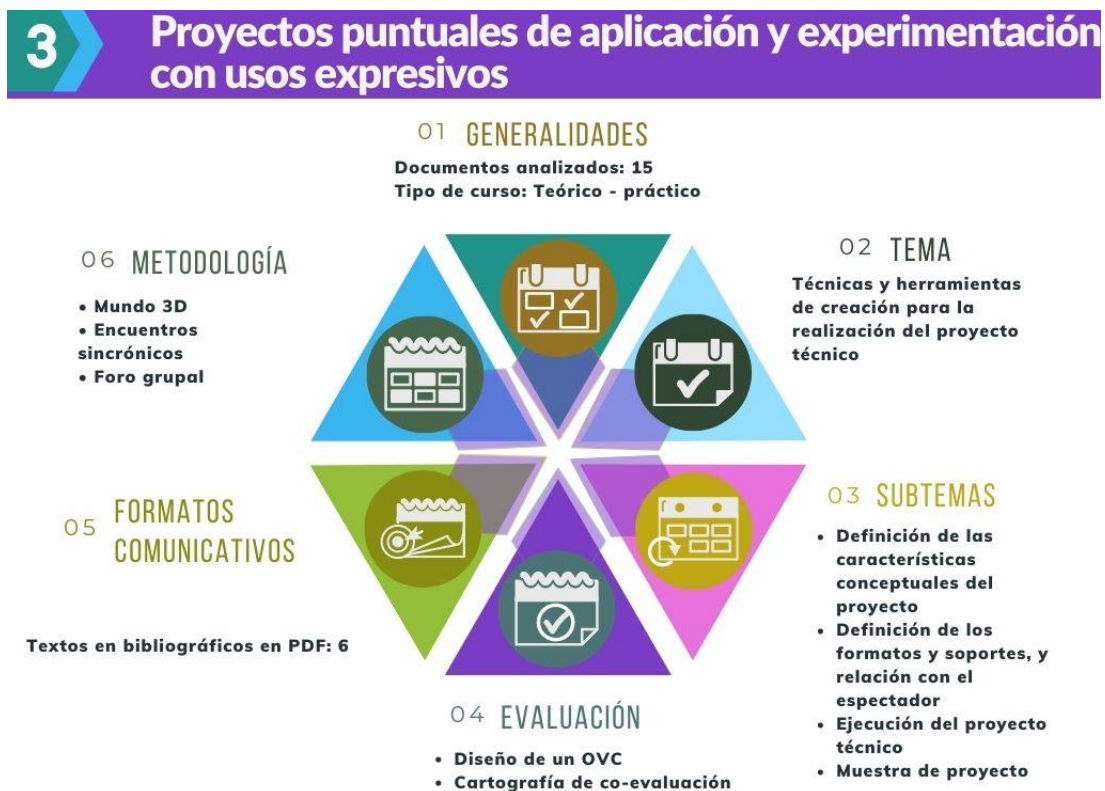 3
Proyectos puntuales de aplicación y experimentación
con usos expresivos
01 GENERALIDADES
Documentos analizados: 15
Tipo de curso: Teórico - práctico
02 TEMA
Técnicas y herramientas
de creación para la
realización del proyecto
técnico
03 SUBTEMAS
• Definición de las
características
conceptuales del
proyecto
• Definición de los
formatos y soportes, y
relación con el
espectador
• Ejecución del proyecto
técnico
• Muestra de proyecto
04 EVALUACIÓN
• Diseño de un OVC
• Cartografía de co-evaluación
05 FORMATOS
COMUNICATIVOS
Textos en bibliográficos en PDF: 6
06 METODOLOGÍA
• Mundo 3D
• Encuentros
sincrónicos
• Foro grupal